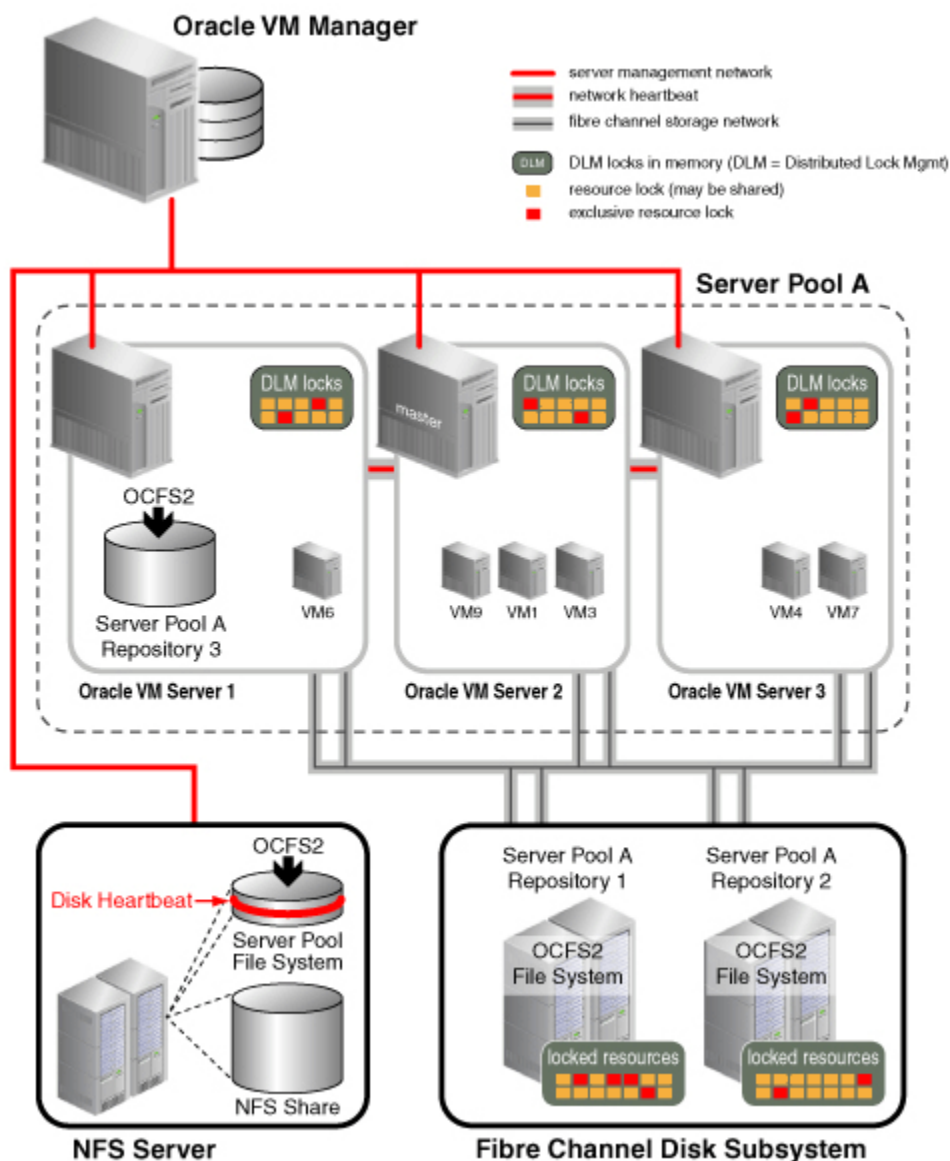 Oracle VM Manager
server management network
network heartbeat
fibre channel storage network
DLM
DLM locks in memory (DLM = Distributed Lock Mgmt)
resource lock (may be shared)
exclusive resource lock
Server Pool A
DLM locks
master
DLM locks
DLM locks
OCFS2
Server Pool A
Repository 3
VM6
VM9
VM1
VM3
VM4
VM7
Oracle VM Server 1
Oracle VM Server 2
Oracle VM Server 3
OCFS2
Disk Heartbeat
Server Pool
File System
NFS Share
NFS Server
Server Pool A
Repository 1
OCFS2
File System
locked resources
Server Pool A
Repository 2
OCFS2
File System
locked resources
Fibre Channel Disk Subsystem